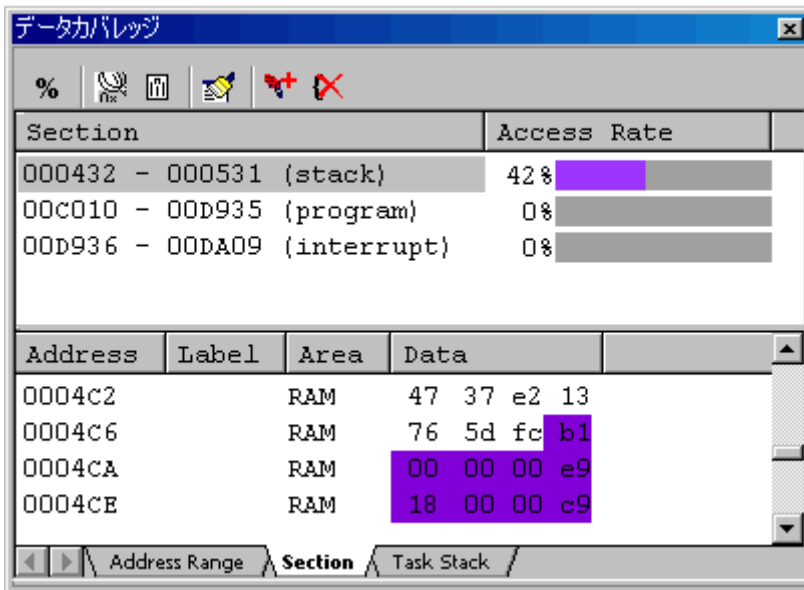 データカバレッジ
%
Section Access Rate
000432 - 000531 (stack) 42%
00C010 - 00D935 (program) 0%
00D936 - 00DA09 (interrupt) 0%
Address Label Area Data
0004C2 RAM 47 37 e2 13
0004C6 RAM 76 5d fc b1
0004CA RAM 00 00 00 e9
0004CE RAM 18 00 00 c9
Address Range Section Task Stack